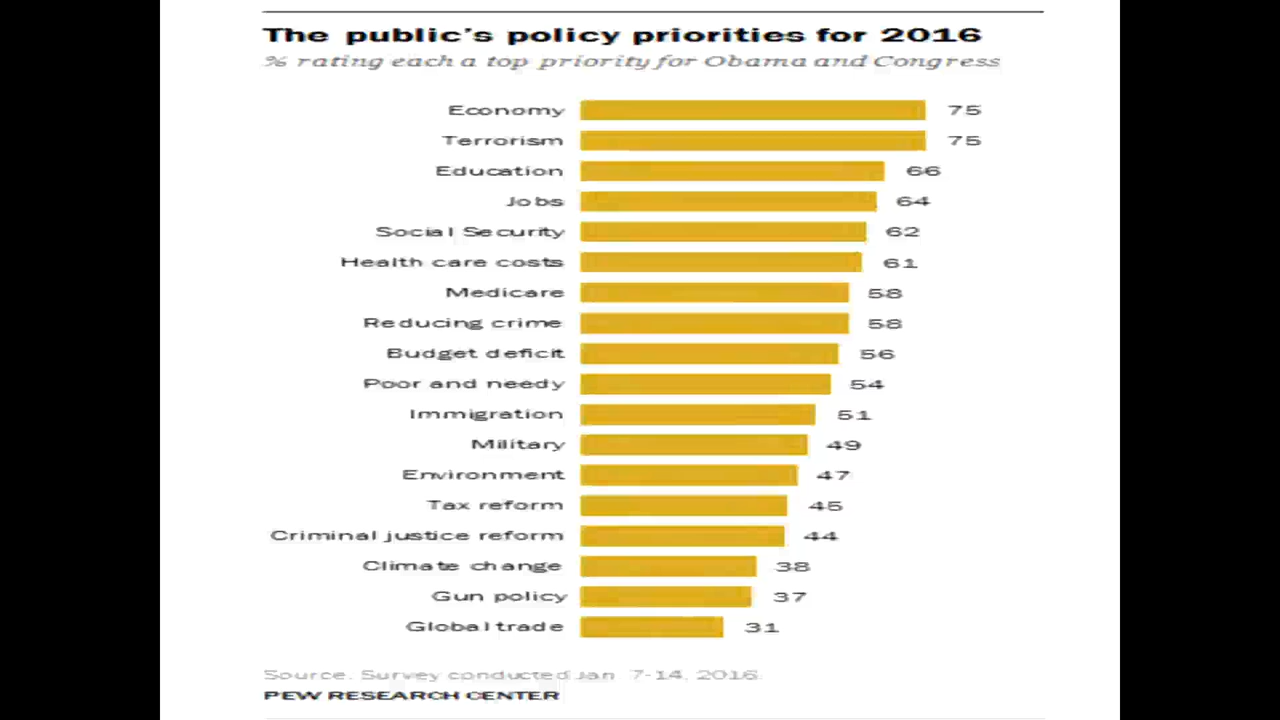 The public's policy priorities for 2016
% rating each a top priority for Obama and Congress
Economy 75
Terrorism 75
Education 66
Jobs 64
Social Security 62
Health care costs 61
Medicare 58
Reducing crime 58
Budget deficit 56
Poor and needy 54
Immigration 51
Military 49
Environment 47
Tax reform 45
Criminal justice reform 44
Climate change 38
Gun policy 37
Global trade 31
Source. Survey conducted Jan 7-14, 2016.
PEW RESEARCH CENTER